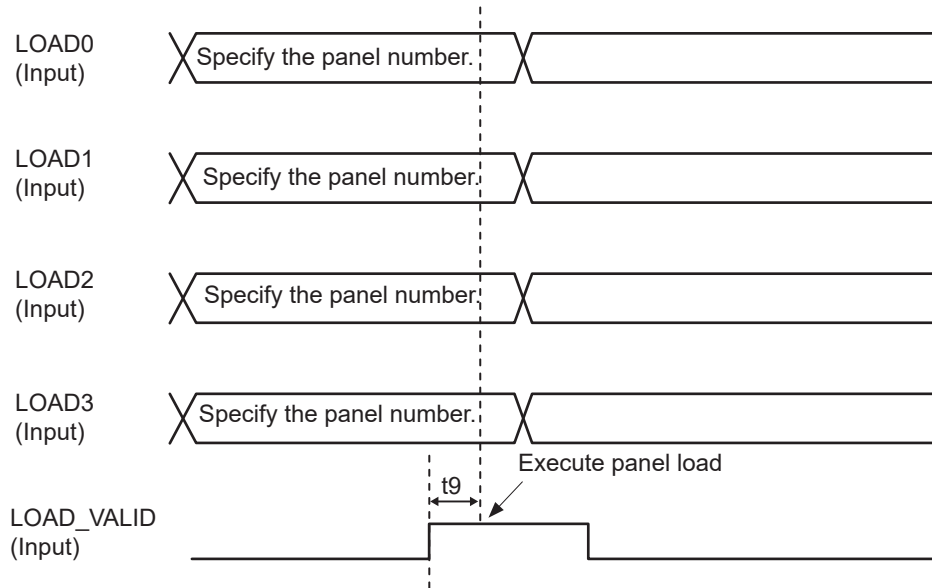 LOAD0
(Input)
Specify the panel number.
LOAD1
(Input)
Specify the panel number.
LOAD2
(Input)
Specify the panel number.
LOAD3
(Input)
Specify the panel number.
Execute panel load
t9
LOAD_VALID
(Input)